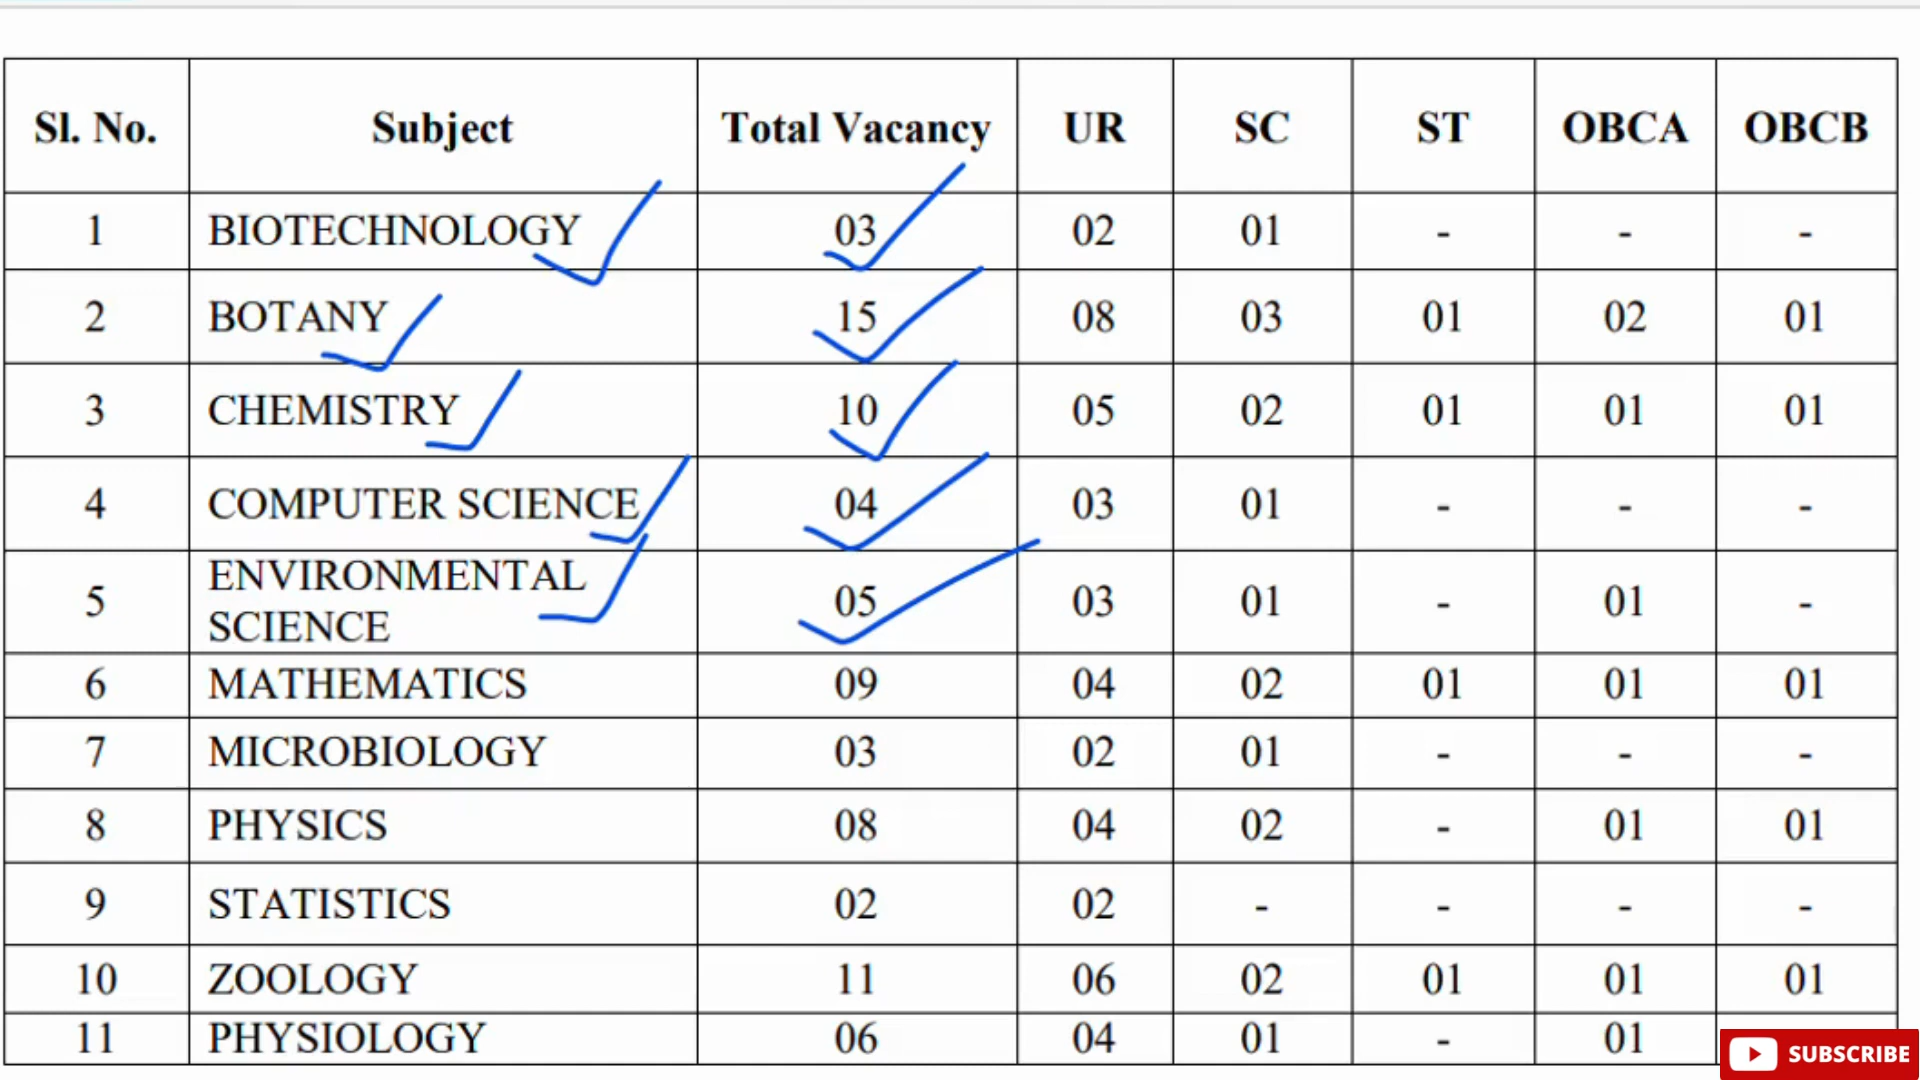 Sl. No. Subject Total Vacancy UR SC ST OBCA OBCB
1 BIOTECHNOLOGY 03 02 01 - - -
2 BOTANY 15 08 03 01 02 01
3 CHEMISTRY 10 05 02 01 01 01
4 COMPUTER SCIENCE 04 03 01 - - -
5 ENVIRONMENTAL SCIENCE 05 03 01 - 01 -
6 MATHEMATICS 09 04 02 01 01 01
7 MICROBIOLOGY 03 02 01 - - -
8 PHYSICS 08 04 02 - 01 01
9 STATISTICS 02 02 - - - -
10 ZOOLOGY 11 06 02 01 01 01
11 PHYSIOLOGY 06 04 01 - 01
SUBSCRIBE